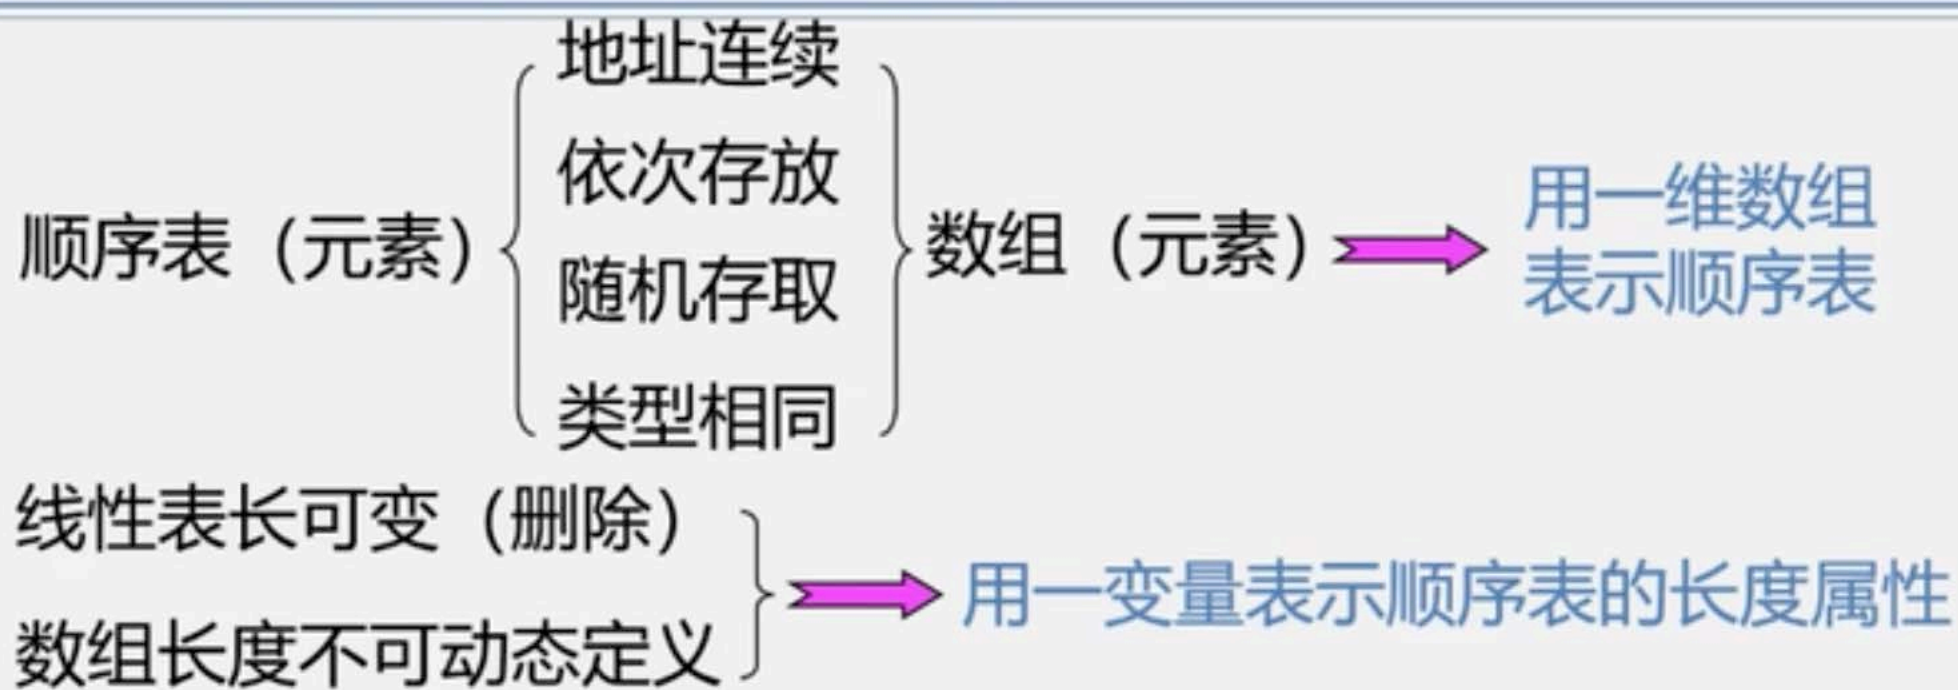 顺序表（元素）
地址连续
依次存放
随机存取
类型相同
数组（元素）
用一维数组
表示顺序表
线性表长可变（删除）
数组长度不可动态定义
用一变量表示顺序表的长度属性